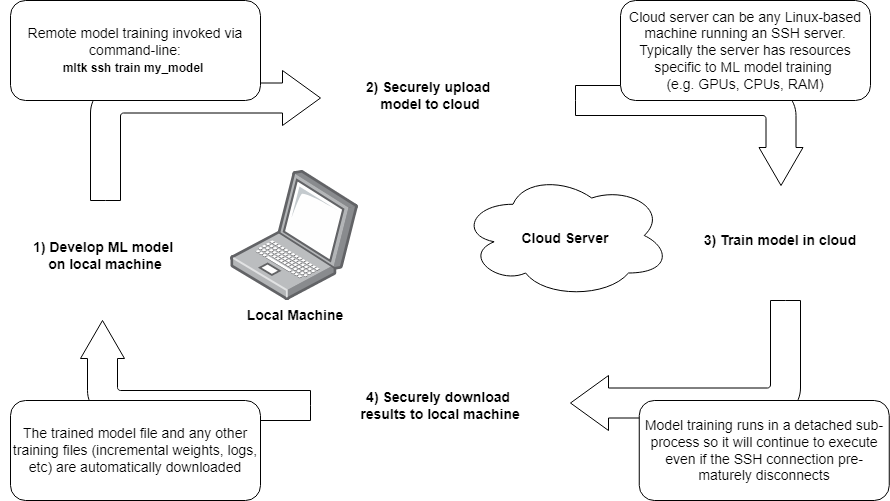 Remote model training invoked via
command-line:
mltk ssh train my_model
2) Securely upload
model to cloud
Cloud server can be any Linux-based
machine running an SSH server.
Typically the server has resources
specific to ML model training
(e.g. GPUs, CPUs, RAM)
1) Develop ML model
on local machine
Local Machine
Cloud Server
3) Train model in cloud
4) Securely download
results to local machine
The trained model file and any other
training files (incremental weights, logs,
etc) are automatically downloaded
Model training runs in a detached sub-
process so it will continue to execute
even if the SSH connection pre-
maturely disconnects